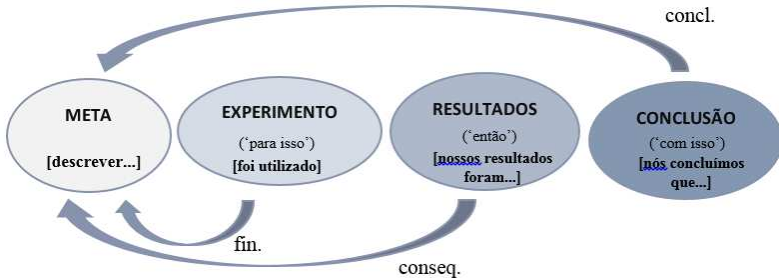 concl.
META
[descrever...]
EXPERIMENTO
(‘para isso’)
[foi utilizado]
RESULTADOS
(‘então’)
[nossos resultados
foram...]
CONCLUSÃO
(‘com isso’)
[nós concluímos
que...]
fin.
conseq.